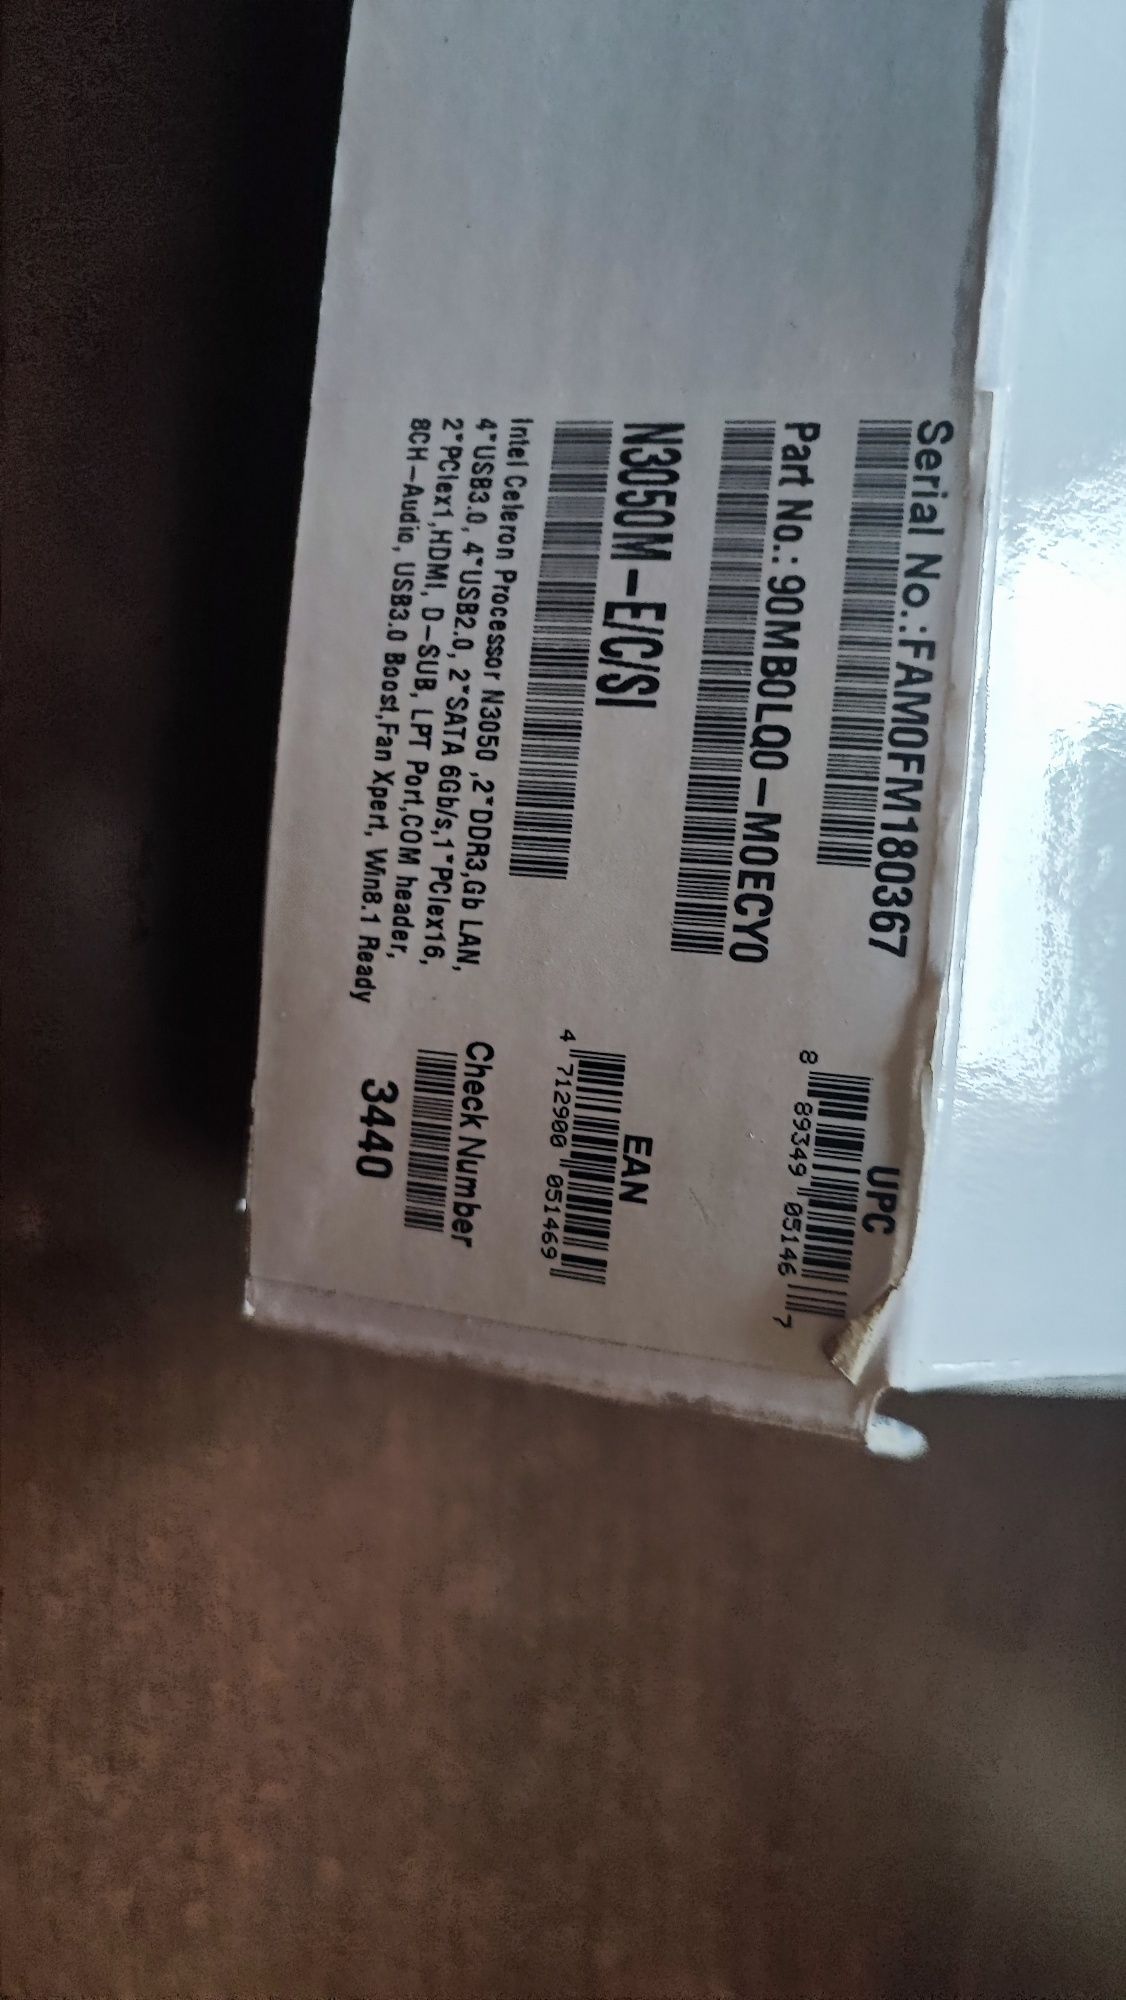 Serial No.:FAM0FM180367
Part No.: 90MB0LQ0-M0ECY0
N3050M-E/C/SI
Intel Celeron Processor N3050 ,2*DDR3,Gb LAN,
4*USB3.0, 4*USB2.0, 2*SATA 6Gb/s,1*PCIex16,
2*PCIex1,HDMI, D-SUB, LPT Port,COM header,
8CH-Audio, USB3.0 Boost,Fan Xpert, Win8.1 Ready
UPC
8 89349 05146 7
EAN
4 712900 051469
Check Number
3440